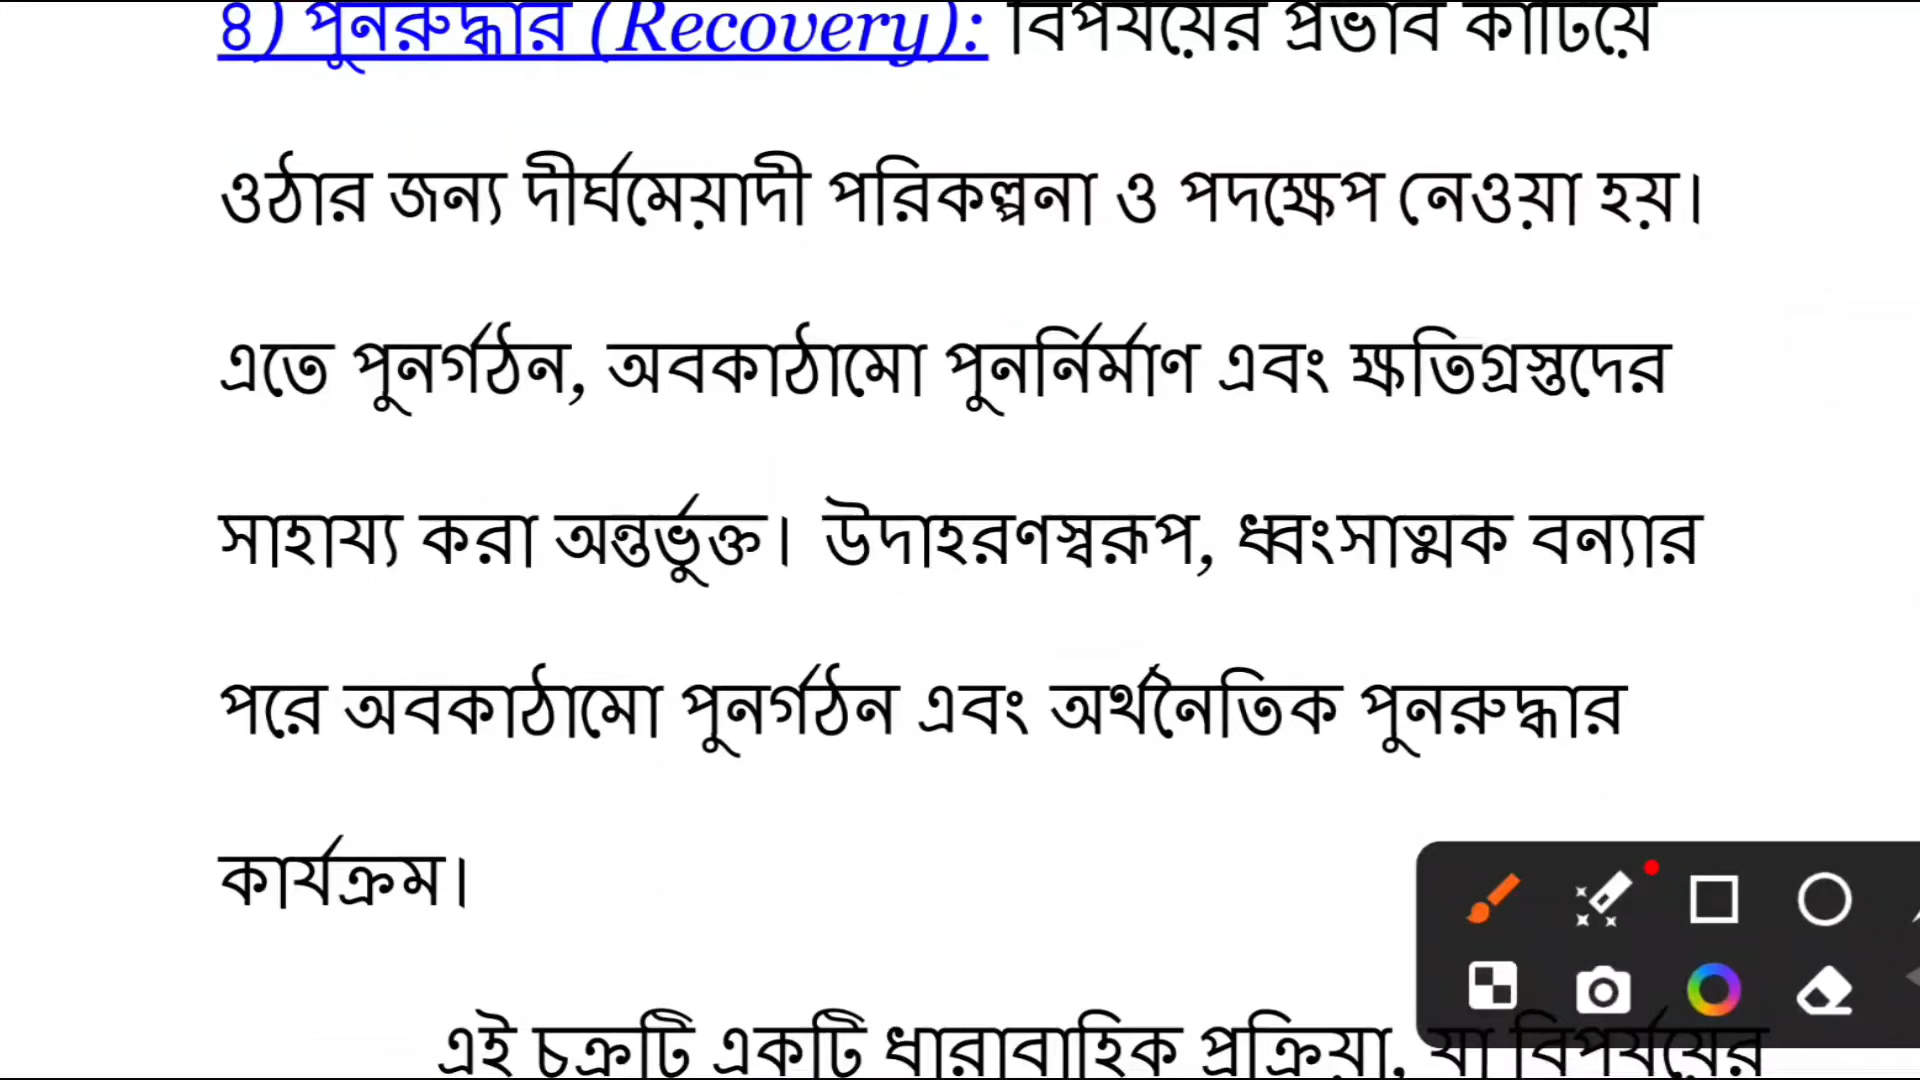 ৪) পুনরুদ্ধার (Recovery): বিপর্যয়ের প্রভাব কাটিয়ে
ওঠার জন্য দীর্ঘমেয়াদী পরিকল্পনা ও পদক্ষেপ নেওয়া হয়।
এতে পুনর্গঠন, অবকাঠামো পুনর্নির্মাণ এবং ক্ষতিগ্রস্তদের
সাহায্য করা অন্তর্ভুক্ত। উদাহরণস্বরূপ, ধ্বংসাত্মক বন্যার
পরে অবকাঠামো পুনর্গঠন এবং অর্থনৈতিক পুনরুদ্ধার
কার্যক্রম।
এই চক্রটি একটি ধারাবাহিক প্রক্রিয়া, যা বিপর্যয়ের